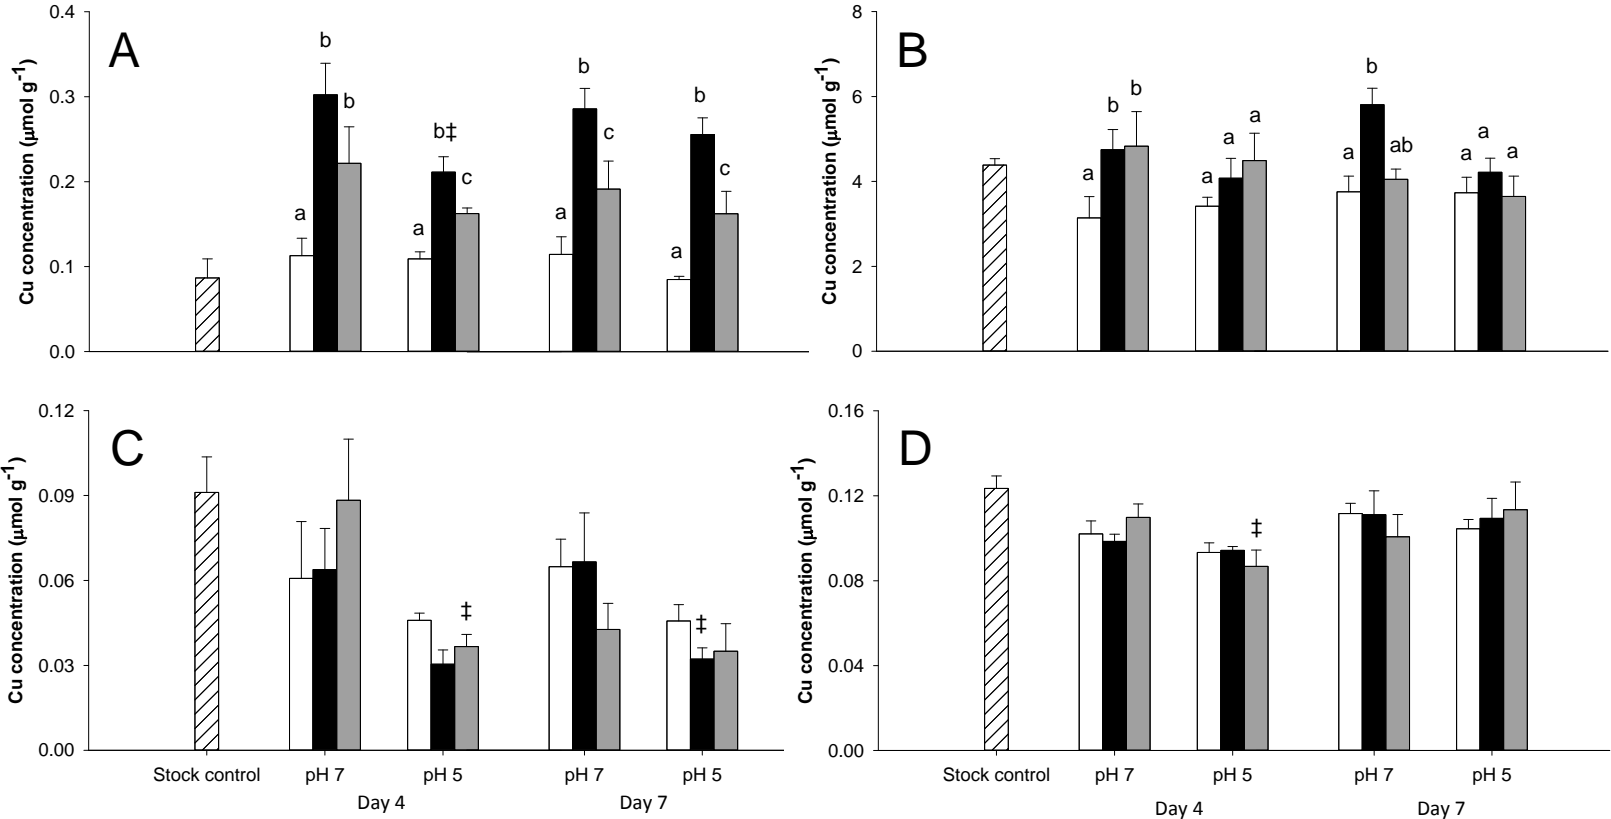 A
Cu concentration (µmol g-1)
0.4
0.3
0.2
0.1
0.0
a b b
a b‡ c
a b c
a b c
B
Cu concentration (µmol g-1)
8
6
4
2
0
a b b
a a a
a b ab
a a a
C
Cu concentration (µmol g-1)
0.12
0.09
0.06
0.03
0.00
‡
‡
Stock control pH 7 pH 5 pH 7 pH 5
Day 4 Day 7
D
Cu concentration (µmol g-1)
0.16
0.12
0.08
0.04
0.00
‡
Stock control pH 7 pH 5 pH 7 pH 5
Day 4 Day 7